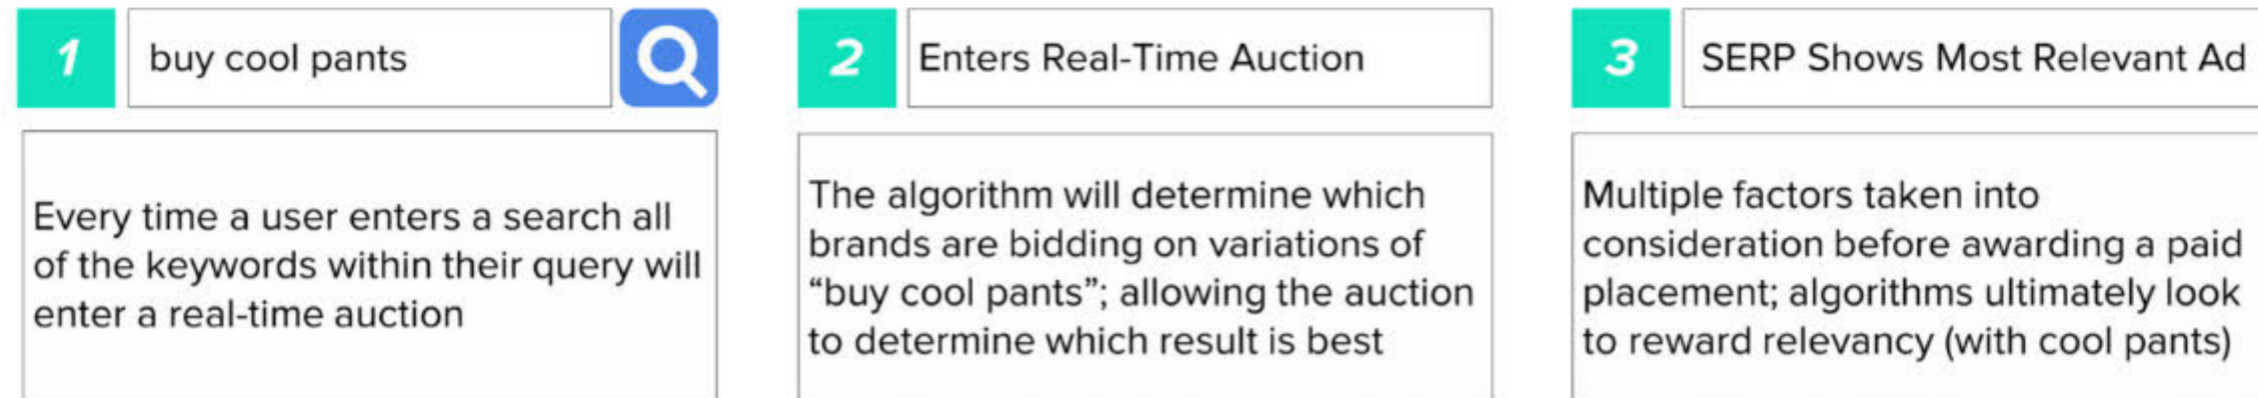 1
buy cool pants
Every time a user enters a search all
of the keywords within their query will
enter a real-time auction
2
Enters Real-Time Auction
The algorithm will determine which
brands are bidding on variations of
“buy cool pants”; allowing the auction
to determine which result is best
3
SERP Shows Most Relevant Ad
Multiple factors taken into
consideration before awarding a paid
placement; algorithms ultimately look
to reward relevancy (with cool pants)